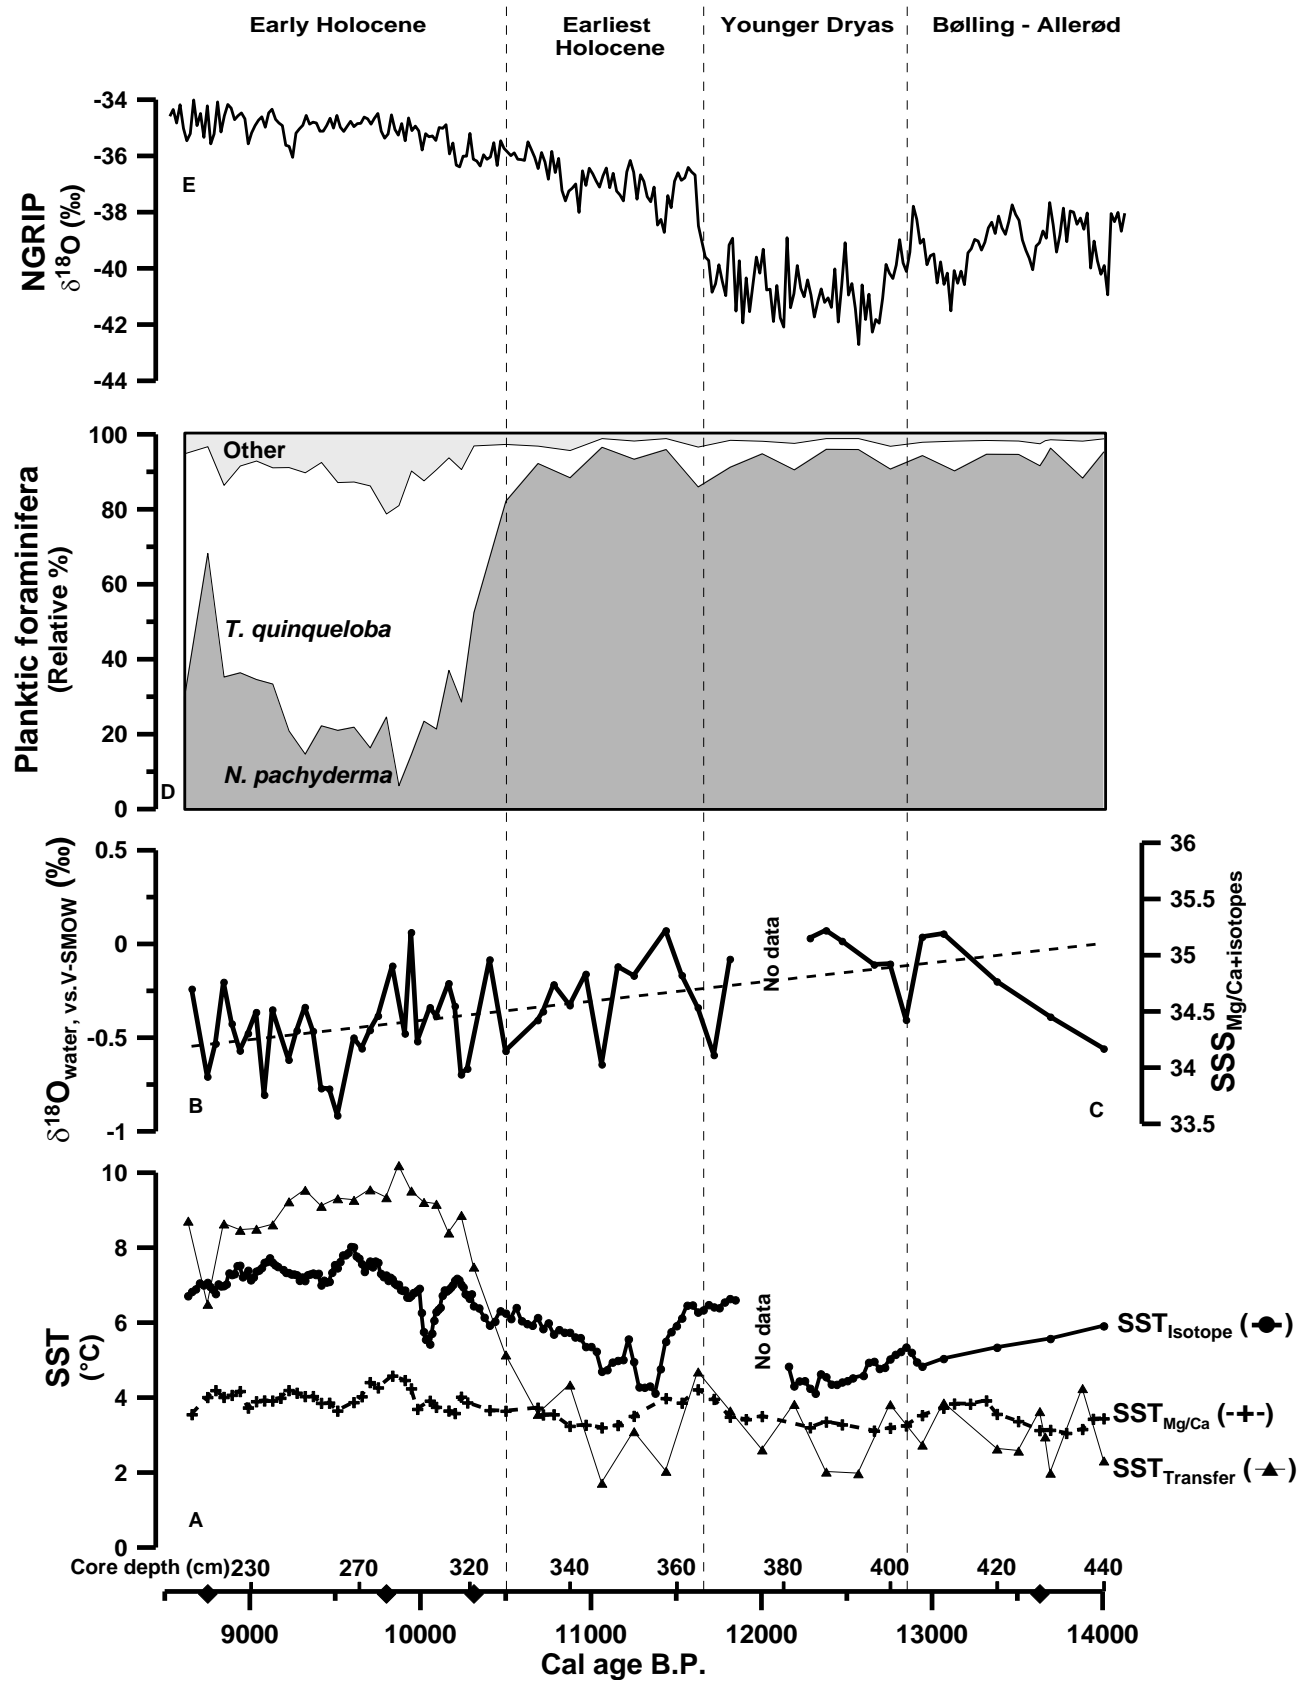 Early Holocene
Earliest
Holocene
Younger Dryas
Bølling - Allerød
-34
-36
-38
-40
-42
-44
NGRIP
δ18O (‰)
E
100
80
60
40
20
0
Planktic foraminifera
(Relative %)
Other
T. quinqueloba
N. pachyderma
D
0.5
0
-0.5
-1
δ18Owater, vs.V-SMOW (‰)
No data
B
C
36
35.5
35
34.5
34
33.5
SSSMg/Ca+isotopes
10
8
6
4
2
0
SST
(°C)
No data
SSTIsotope ( )
SSTMg/Ca ( )
SSTTransfer ( )
A
Core depth (cm) 230 270 320 340 360 380 400 420 440
9000 10000 11000 12000 13000 14000
Cal age B.P.